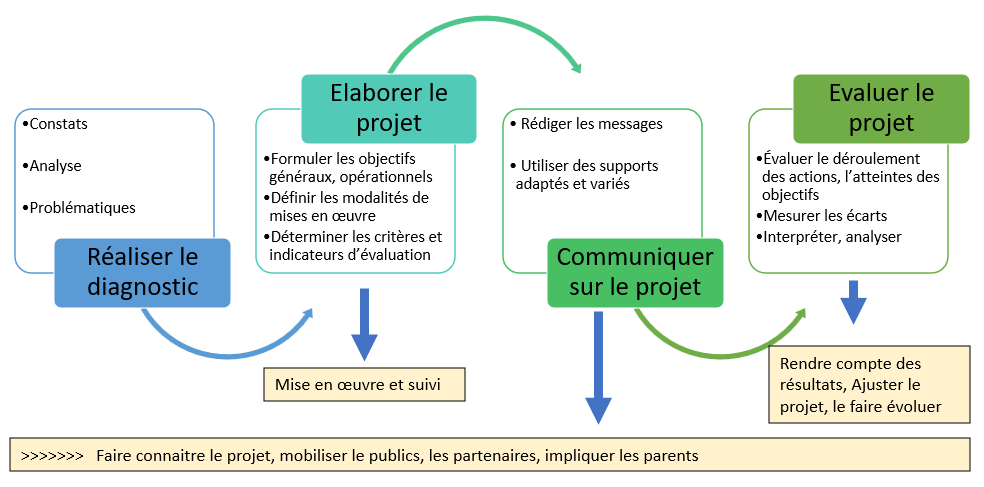 •Constats
•Analyse
•Problématiques
Réaliser le
diagnostic
Elaborer le
projet
•Formuler les objectifs
généraux, opérationnels
•Définir les modalités de
mises en œuvre
•Déterminer les critères et
indicateurs d'évaluation
Mise en œuvre et suivi
• Rédiger les messages
• Utiliser des supports
adaptés et variés
Communiquer
sur le projet
Evaluer le
projet
•Évaluer le déroulement
des actions, l'atteintes des
objectifs
•Mesurer les écarts
•Interpréter, analyser
Rendre compte des
résultats, Ajuster le
projet, le faire évoluer
>>>>>>> Faire connaitre le projet, mobiliser le publics, les partenaires, impliquer les parents